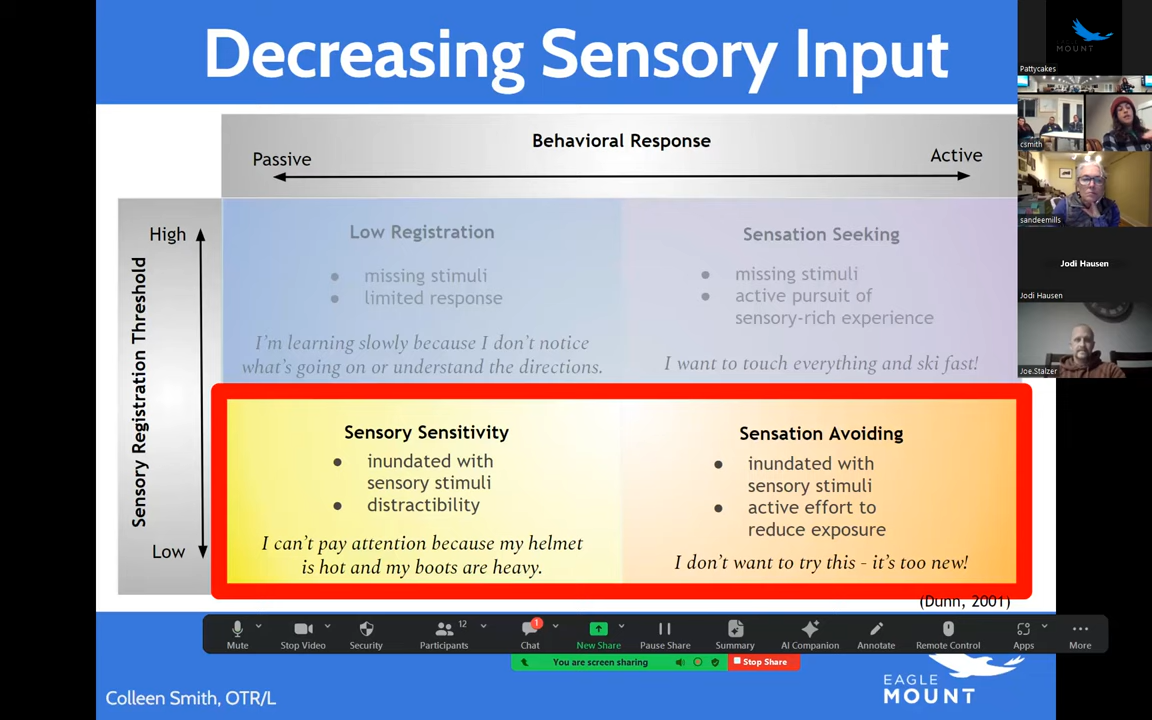 Decreasing Sensory Input
Behavioral Response
Passive
Active
Sensory Registration Threshold
High
Low
Low Registration
missing stimuli
limited response
I'm learning slowly because I don't notice
what's going on or understand the directions.
Sensation Seeking
missing stimuli
active pursuit of
sensory-rich experience
I want to touch everything and ski fast!
Sensory Sensitivity
inundated with
sensory stimuli
distractibility
I can't pay attention because my helmet
is hot and my boots are heavy.
Sensation Avoiding
inundated with
sensory stimuli
active effort to
reduce exposure
I don't want to try this - it's too new!
(Dunn, 2001)
Mute
Stop Video
Security
Participants
12
Chat
1
New Share
Pause Share
Summary
AI Companion
Annotate
Remote Control
Apps
More
You are screen sharing
Stop Share
Colleen Smith, OTR/L
EAGLE
MOUNT
MOUNT
Pattycakes
csmith
sandeemills
Jodi Hausen
Jodi Hausen
Joe.Stalzer